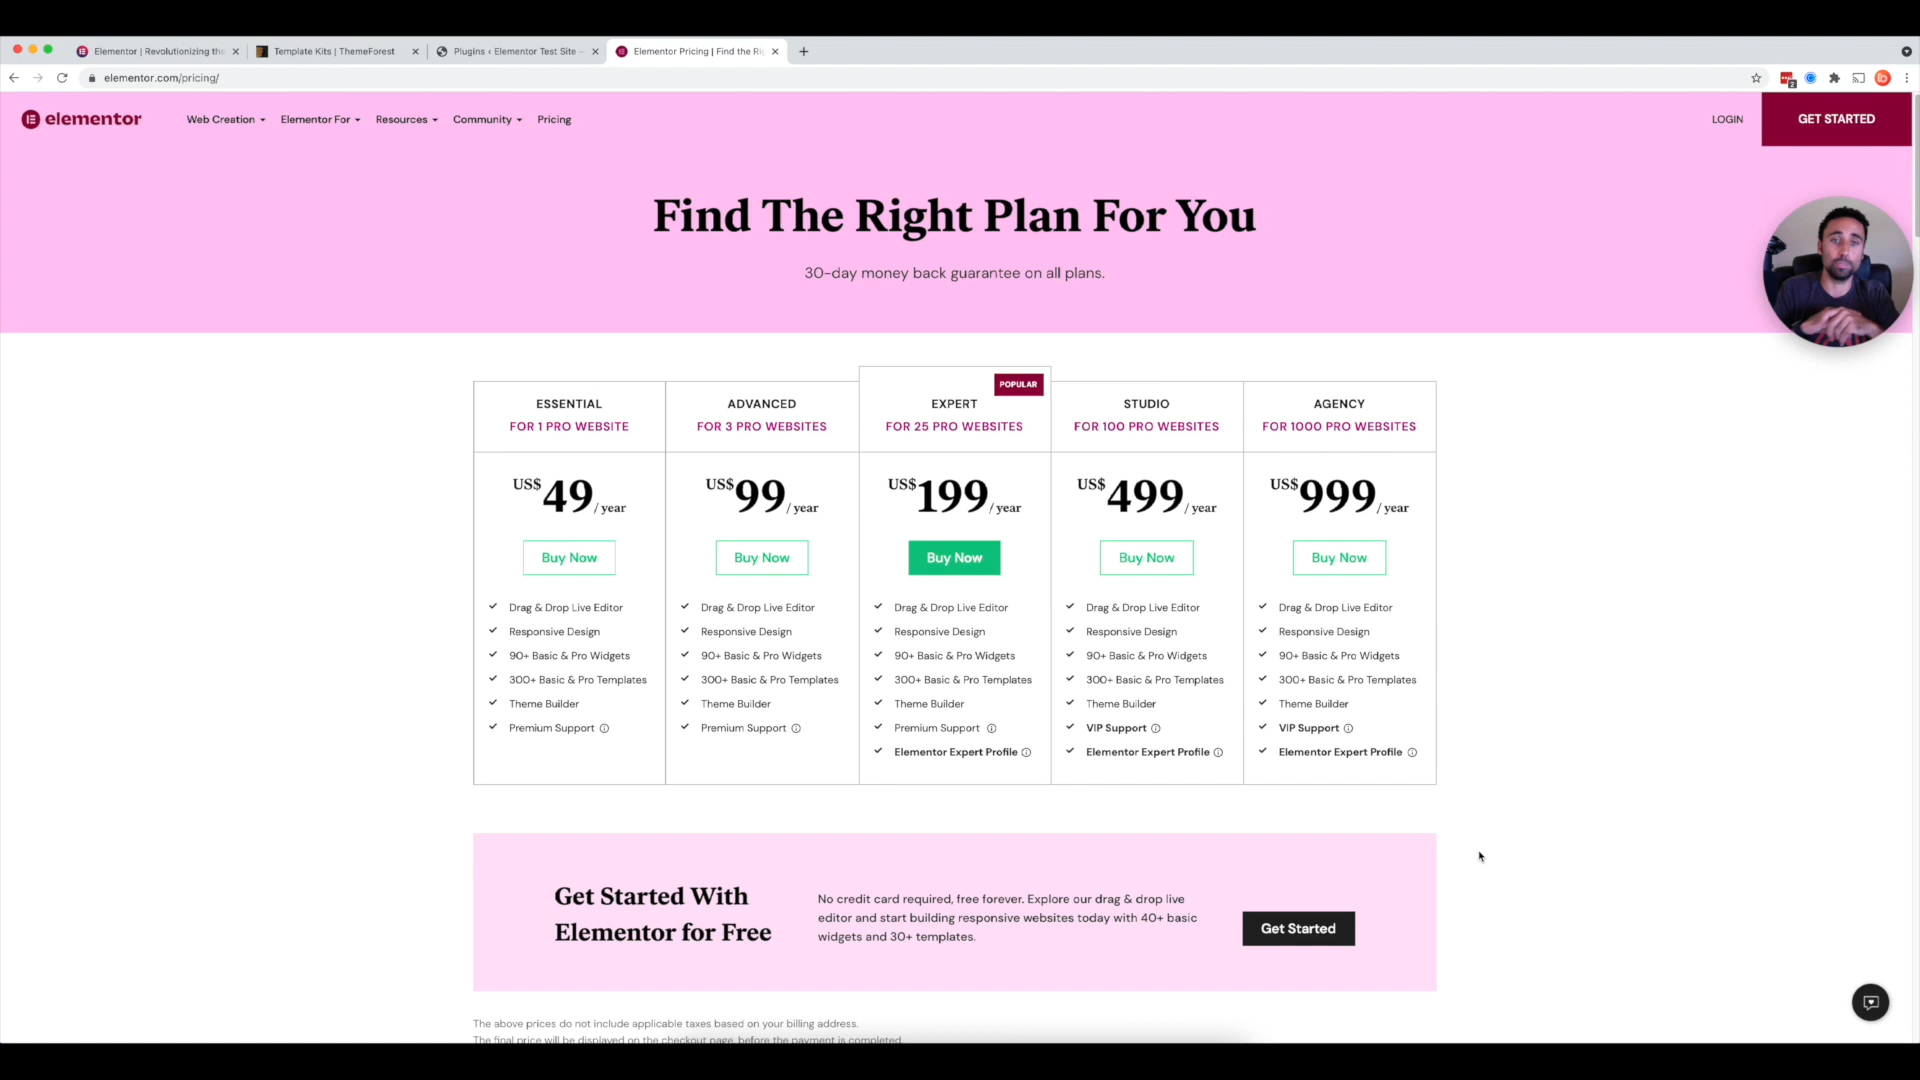 Elementor | Revolutionizing the
Template Kits | ThemeForest
Plugins ‹ Elementor Test Site –
Elementor Pricing | Find the Ri
elementor.com/pricing/
elementor
Web Creation
Elementor For
Resources
Community
Pricing
LOGIN
GET STARTED
Find The Right Plan For You
30-day money back guarantee on all plans.
ESSENTIAL
FOR 1 PRO WEBSITE
US$49/ year
Buy Now
Drag & Drop Live Editor
Responsive Design
90+ Basic & Pro Widgets
300+ Basic & Pro Templates
Theme Builder
Premium Support
ADVANCED
FOR 3 PRO WEBSITES
US$99/ year
Buy Now
Drag & Drop Live Editor
Responsive Design
90+ Basic & Pro Widgets
300+ Basic & Pro Templates
Theme Builder
Premium Support
POPULAR
EXPERT
FOR 25 PRO WEBSITES
US$199/ year
Buy Now
Drag & Drop Live Editor
Responsive Design
90+ Basic & Pro Widgets
300+ Basic & Pro Templates
Theme Builder
Premium Support
Elementor Expert Profile
STUDIO
FOR 100 PRO WEBSITES
US$499/ year
Buy Now
Drag & Drop Live Editor
Responsive Design
90+ Basic & Pro Widgets
300+ Basic & Pro Templates
Theme Builder
VIP Support
Elementor Expert Profile
AGENCY
FOR 1000 PRO WEBSITES
US$999/ year
Buy Now
Drag & Drop Live Editor
Responsive Design
90+ Basic & Pro Widgets
300+ Basic & Pro Templates
Theme Builder
VIP Support
Elementor Expert Profile
Get Started With
Elementor for Free
No credit card required, free forever. Explore our drag & drop live
editor and start building responsive websites today with 40+ basic
widgets and 30+ templates.
Get Started
The above prices do not include applicable taxes based on your billing address.
The final price will be displayed on the checkout page, before the payment is completed